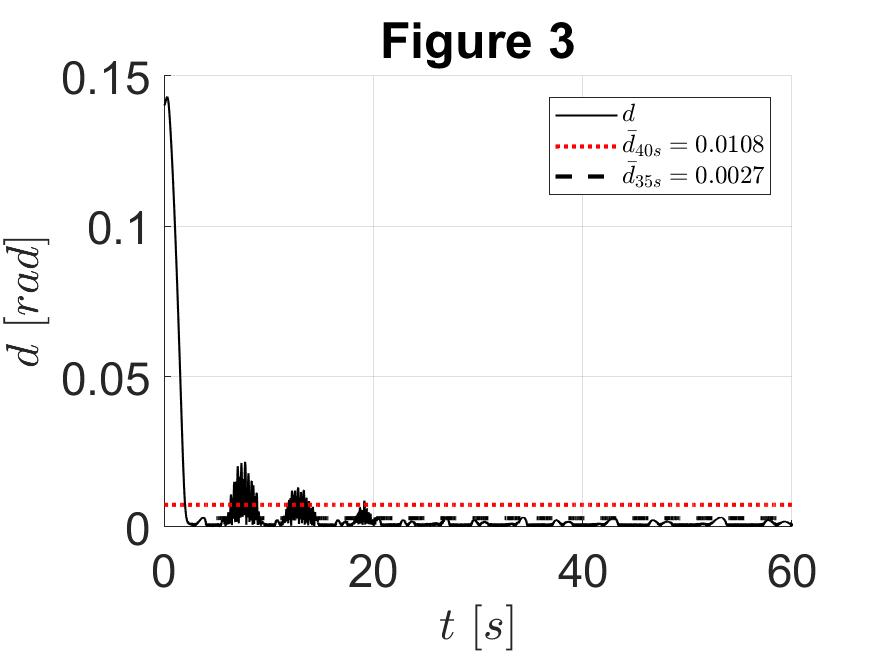 Figure 3
0.15
0.1
0.05
0
d [rad]
d
d̄40s = 0.0108
d̄35s = 0.0027
0 20 40 60
t [s]